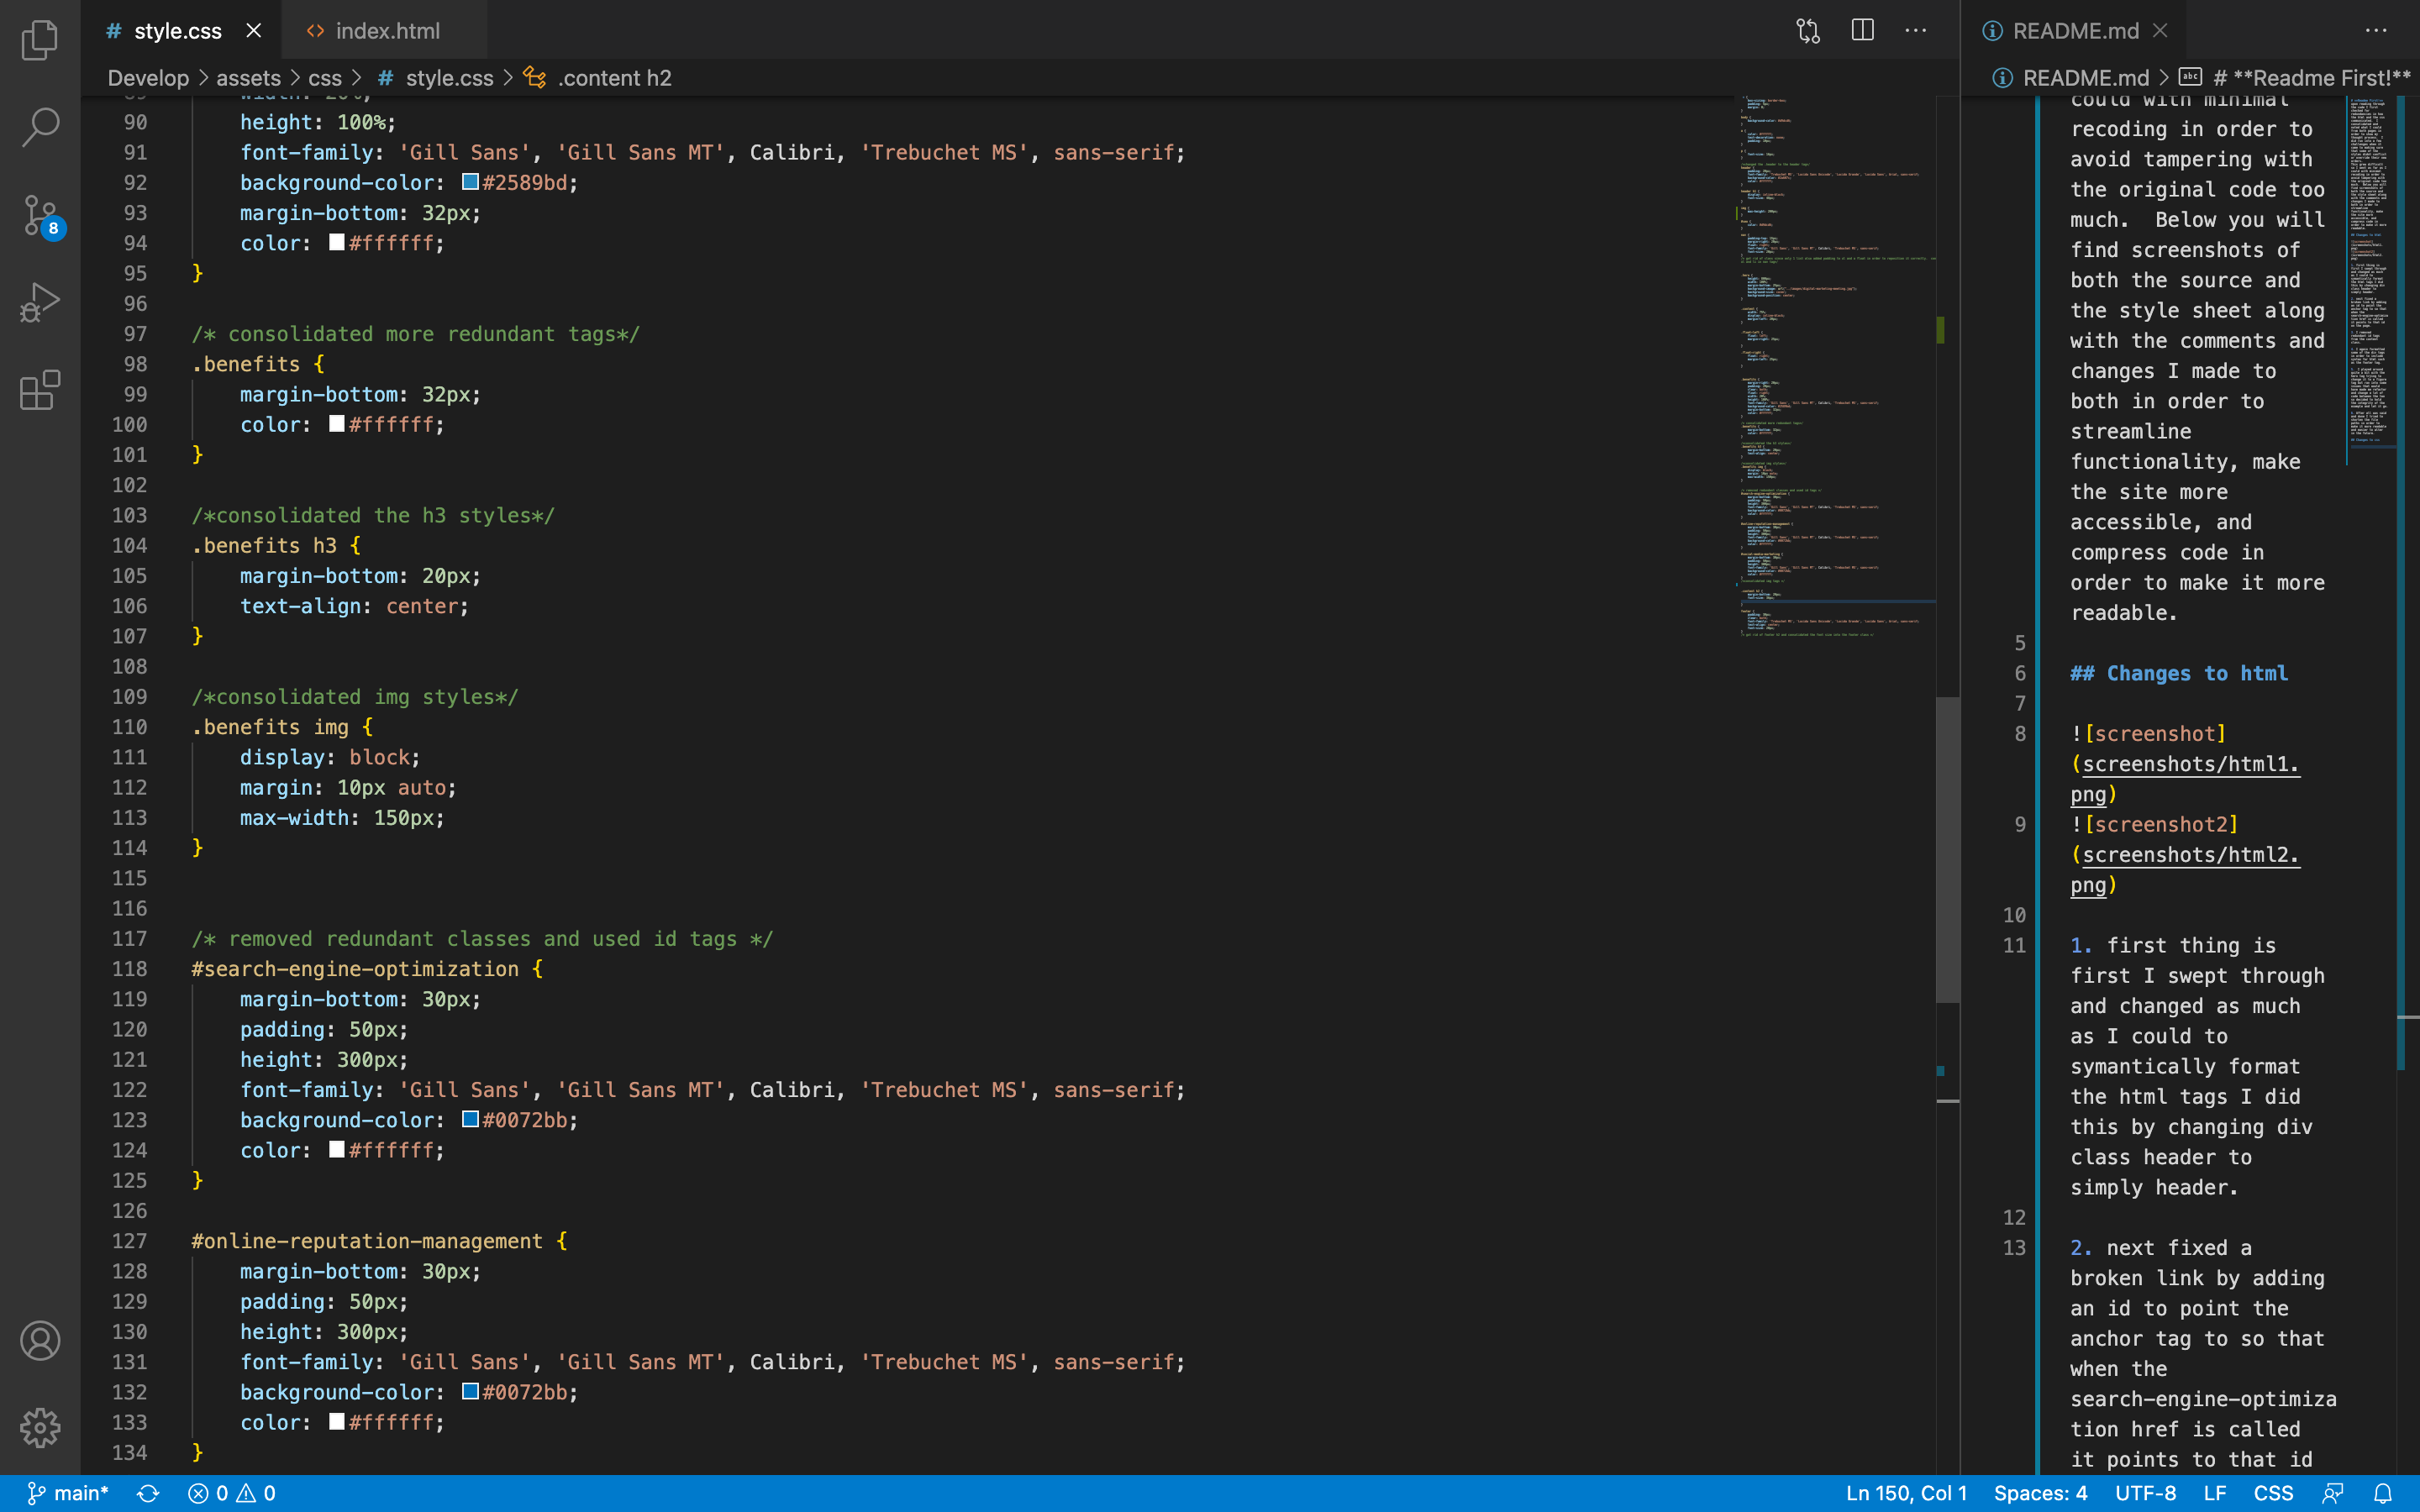 style.css
index.html
README.md
Develop > assets > css > # style.css > .content h2
README.md > # **Readme First!**
90 height: 100%;
91 font-family: 'Gill Sans', 'Gill Sans MT', Calibri, 'Trebuchet MS', sans-serif;
92 background-color: #2589bd;
93 margin-bottom: 32px;
94 color: #ffffff;
95 }
96
97 /* consolidated more redundant tags*/
98 .benefits {
99 margin-bottom: 32px;
100 color: #ffffff;
101 }
102
103 /*consolidated the h3 styles*/
104 .benefits h3 {
105 margin-bottom: 20px;
106 text-align: center;
107 }
108
109 /*consolidated img styles*/
110 .benefits img {
111 display: block;
112 margin: 10px auto;
113 max-width: 150px;
114 }
115
116
117 /* removed redundant classes and used id tags */
118 #search-engine-optimization {
119 margin-bottom: 30px;
120 padding: 50px;
121 height: 300px;
122 font-family: 'Gill Sans', 'Gill Sans MT', Calibri, 'Trebuchet MS', sans-serif;
123 background-color: #0072bb;
124 color: #ffffff;
125 }
126
127 #online-reputation-management {
128 margin-bottom: 30px;
129 padding: 50px;
130 height: 300px;
131 font-family: 'Gill Sans', 'Gill Sans MT', Calibri, 'Trebuchet MS', sans-serif;
132 background-color: #0072bb;
133 color: #ffffff;
134 }
could with minimal
recoding in order to
avoid tampering with
the original code too
much.  Below you will
find screenshots of
both the source and
the style sheet along
with the comments and
changes I made to
both in order to
streamline
functionality, make
the site more
accessible, and
compress code in
order to make it more
readable.
5
6 ## Changes to html
7
8 ![screenshot]
(screenshots/html1.
png)
9 ![screenshot2]
(screenshots/html2.
png)
10
11 1. first thing is
first I swept through
and changed as much
as I could to
symantically format
the html tags I did
this by changing div
class header to
simply header.
12
13 2. next fixed a
broken link by adding
an id to point the
anchor tag to so that
when the
search-engine-optimiza
tion href is called
it points to that id
8
main* 0 0
Ln 150, Col 1 Spaces: 4 UTF-8 LF CSS